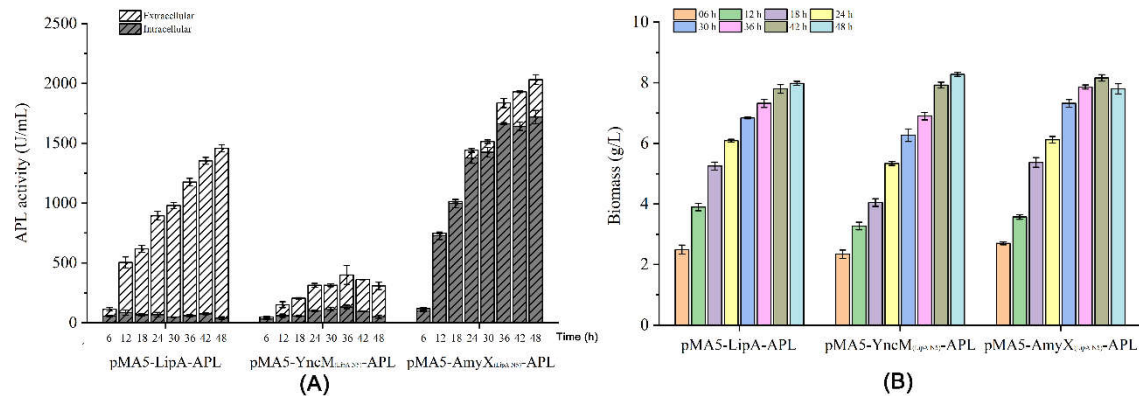 Extracellular
Intracellular
2500
2000
1500
1000
500
0
APL activity (U/mL)
6 12 18 24 30 36 42 48 6 12 18 24 30 36 42 48 6 12 18 24 30 36 42 48 Time (h)
pMA5-LipA-APL pMA5-YncM -APL pMA5-AmyX -APL
(A)
06 h 12 h 18 h 24 h
30 h 36 h 42 h 48 h
10
8
6
4
2
0
Biomass (g/L)
pMA5-LipA-APL pMA5-YncM -APL pMA5-AmyX -APL
(B)